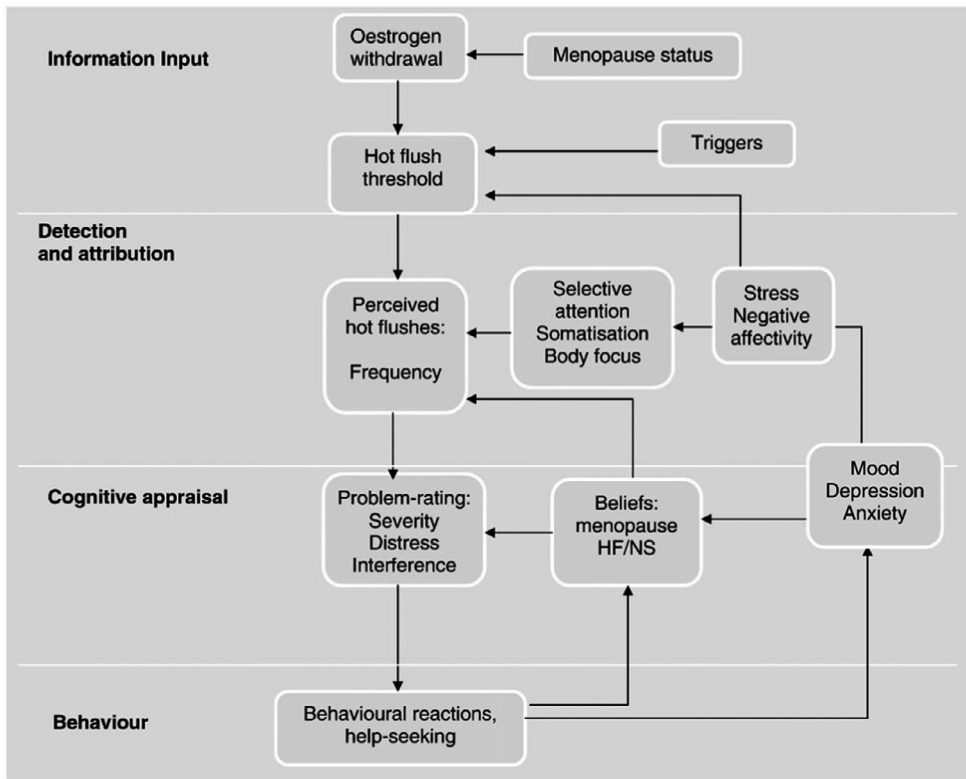 Information Input
Oestrogen
withdrawal
Menopause status
Hot flush
threshold
Triggers
Detection
and attribution
Perceived
hot flushes:
Frequency
Selective
attention
Somatisation
Body focus
Stress
Negative
affectivity
Cognitive appraisal
Problem-rating:
Severity
Distress
Interference
Beliefs:
menopause
HF/NS
Mood
Depression
Anxiety
Behaviour
Behavioural reactions,
help-seeking